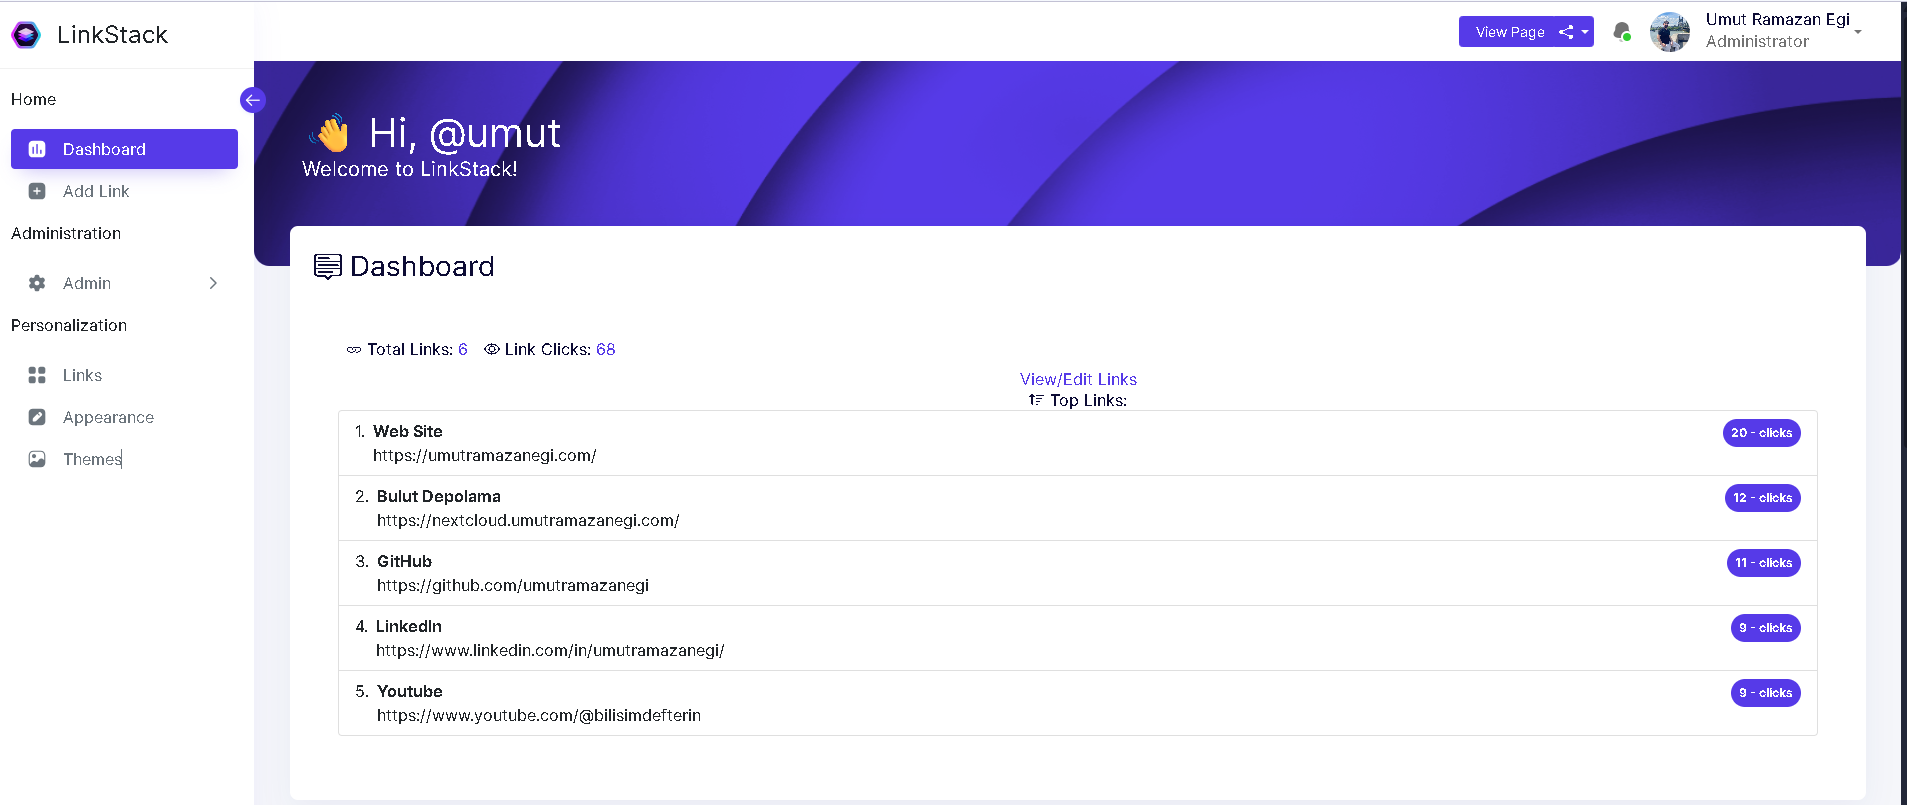 LinkStack
View Page
Umut Ramazan Egi
Administrator
Home
Dashboard
Add Link
Administration
Admin
Personalization
Links
Appearance
Themes
Hi, @umut
Welcome to LinkStack!
Dashboard
Total Links: 6 Link Clicks: 68
View/Edit Links
Top Links:
1. Web Site 20 - clicks
https://umutramazanegi.com/
2. Bulut Depolama 12 - clicks
https://nextcloud.umutramazanegi.com/
3. GitHub 11 - clicks
https://github.com/umutramazanegi
4. LinkedIn 9 - clicks
https://www.linkedin.com/in/umutramazanegi/
5. Youtube 9 - clicks
https://www.youtube.com/@bilisimdefterin